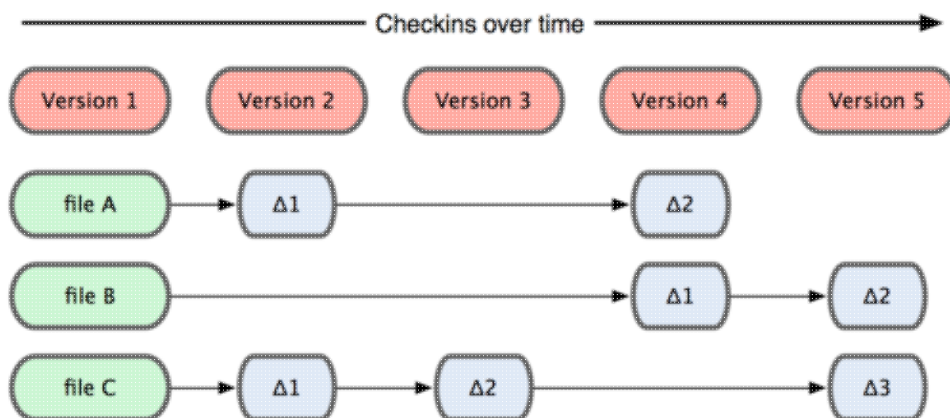 Checkins over time
Version 1 Version 2 Version 3 Version 4 Version 5
file A Δ1 Δ2
file B Δ1 Δ2
file C Δ1 Δ2 Δ3